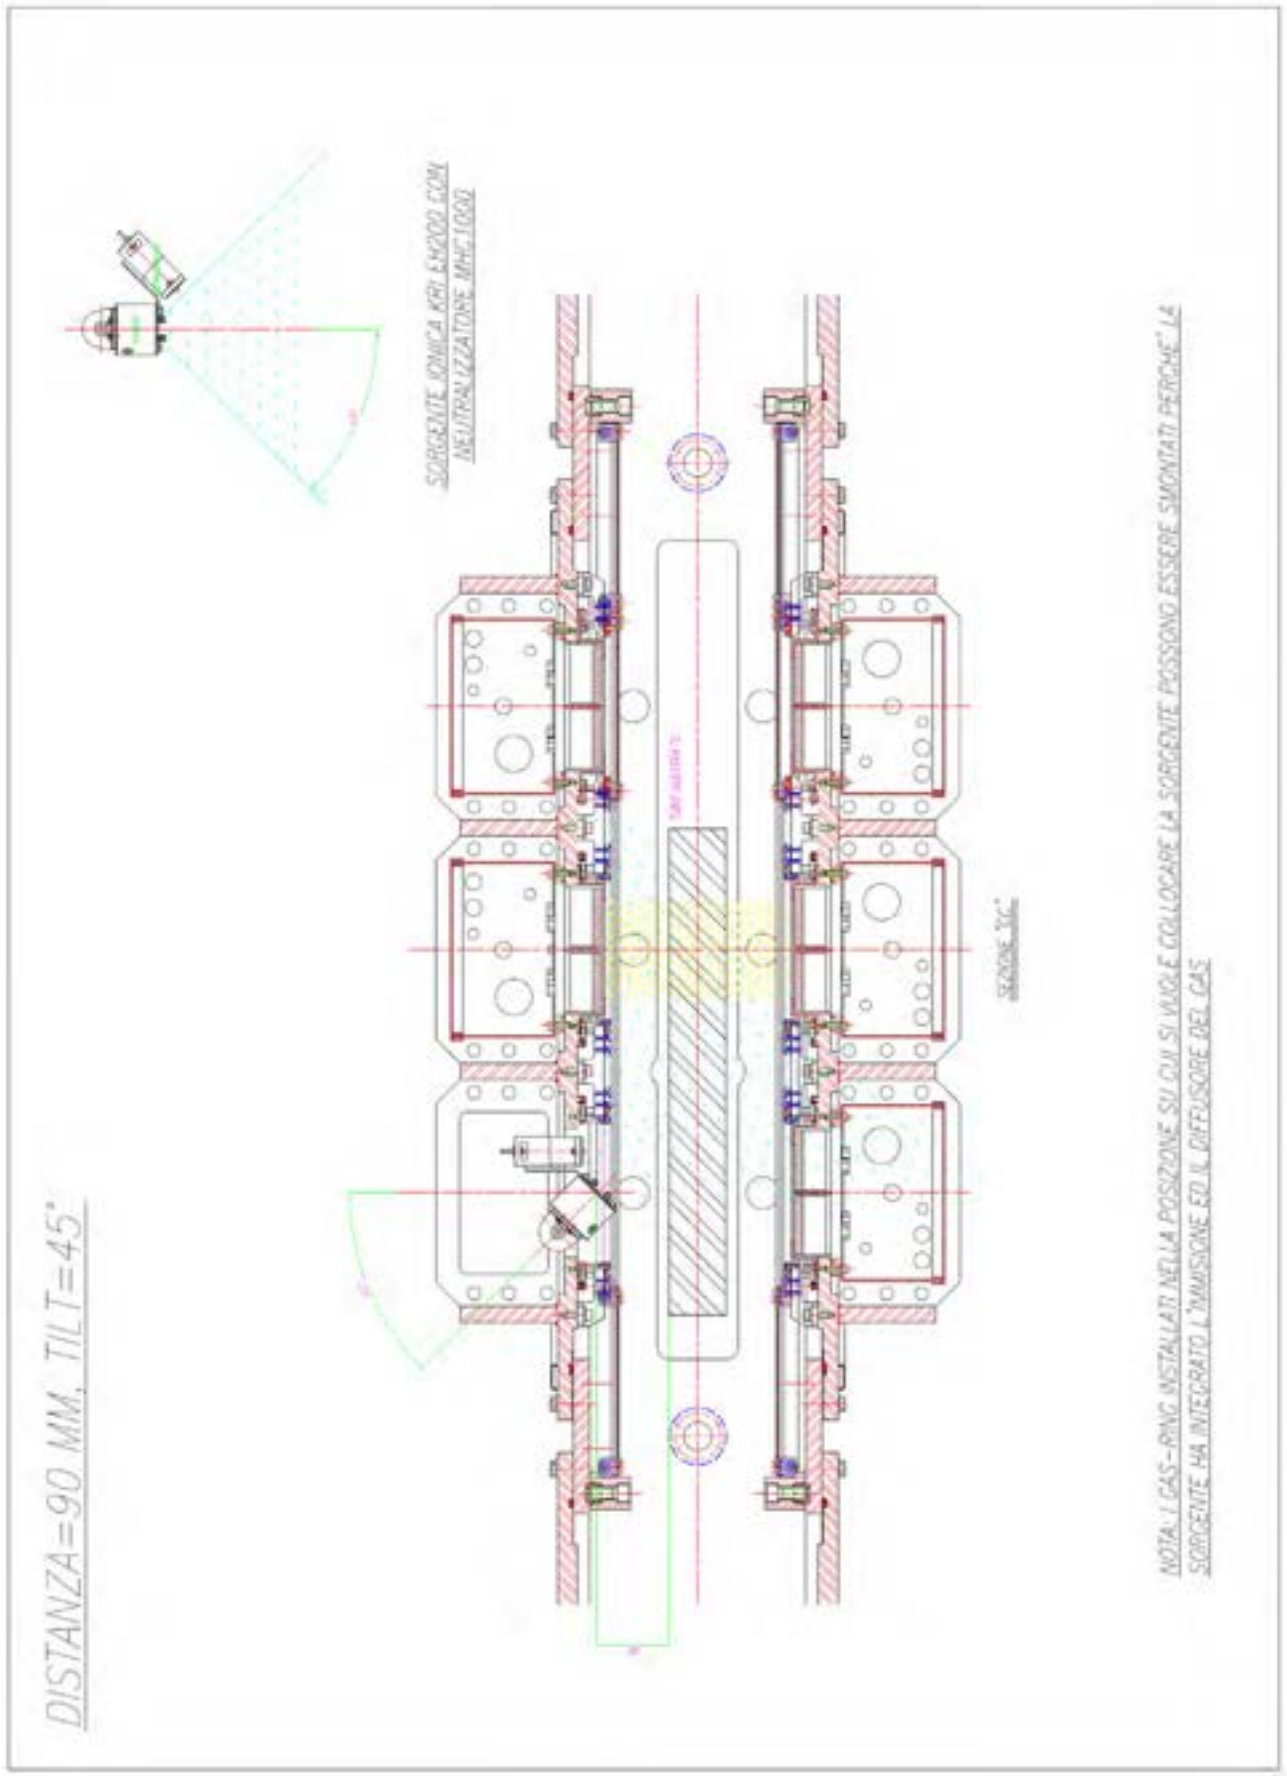 DISTANZA=90 MM, TILT=45°
SORGENTE IONICA KRI EH200 CON
NEUTRALIZZATORE MHC1000
SEZIONE "CC"
NOTA: I GAS-RING INSTALLATI NELLA POSIZIONE SU CUI SI VUOLE COLLOCARE LA SORGENTE POSSONO ESSERE SMONTATI PERCHE' LA
SORGENTE HA INTEGRATO L'IMMISIONE ED IL DIFFUSORE DEL GAS